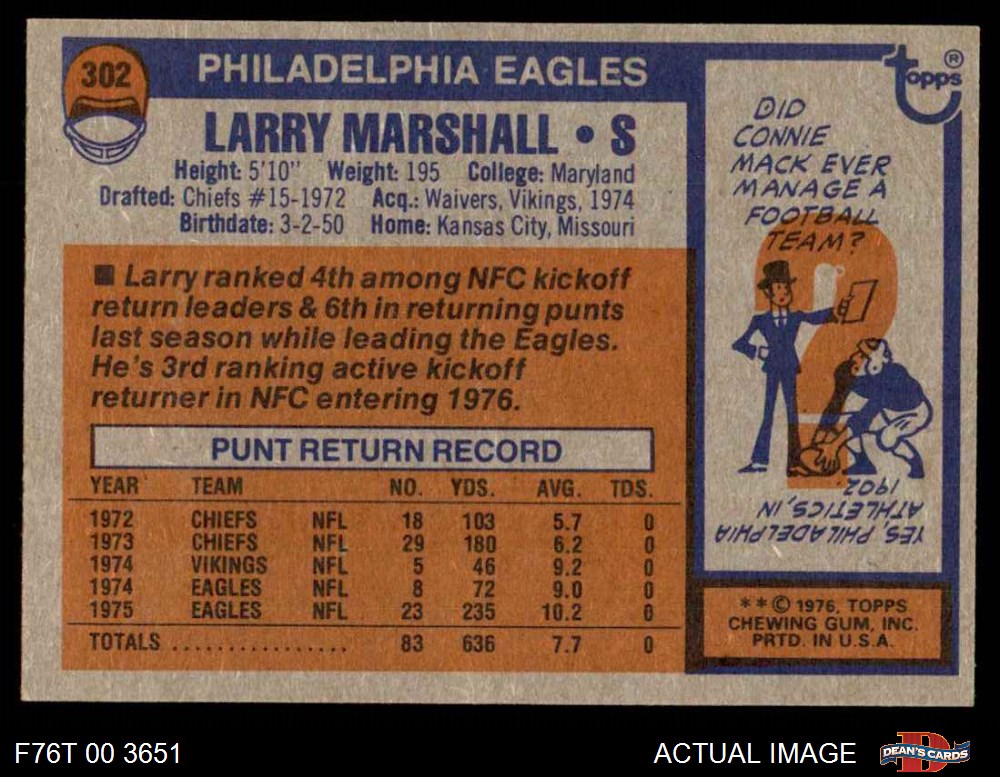 302
PHILADELPHIA EAGLES
LARRY MARSHALL • S
Height: 5'10" Weight: 195 College: Maryland
Drafted: Chiefs #15-1972 Acq.: Waivers, Vikings, 1974
Birthdate: 3-2-50 Home: Kansas City, Missouri
■ Larry ranked 4th among NFC kickoff
return leaders & 6th in returning punts
last season while leading the Eagles.
He's 3rd ranking active kickoff
returner in NFC entering 1976.
PUNT RETURN RECORD
YEAR TEAM NO. YDS. AVG. TDS.
1972 CHIEFS NFL 18 103 5.7 0
1973 CHIEFS NFL 29 180 6.2 0
1974 VIKINGS NFL 5 46 9.2 0
1974 EAGLES NFL 8 72 9.0 0
1975 EAGLES NFL 23 235 10.2 0
TOTALS ................ 83 636 7.7 0
topps ®
DID
CONNIE
MACK EVER
MANAGE A
FOOTBALL
TEAM?
YES, PHILADELPHIA
ATHLETICS, IN
1902
** © 1976, TOPPS
CHEWING GUM, INC.
PRTD. IN U.S.A.
F76T 00 3651
ACTUAL IMAGE
DEAN'S CARDS